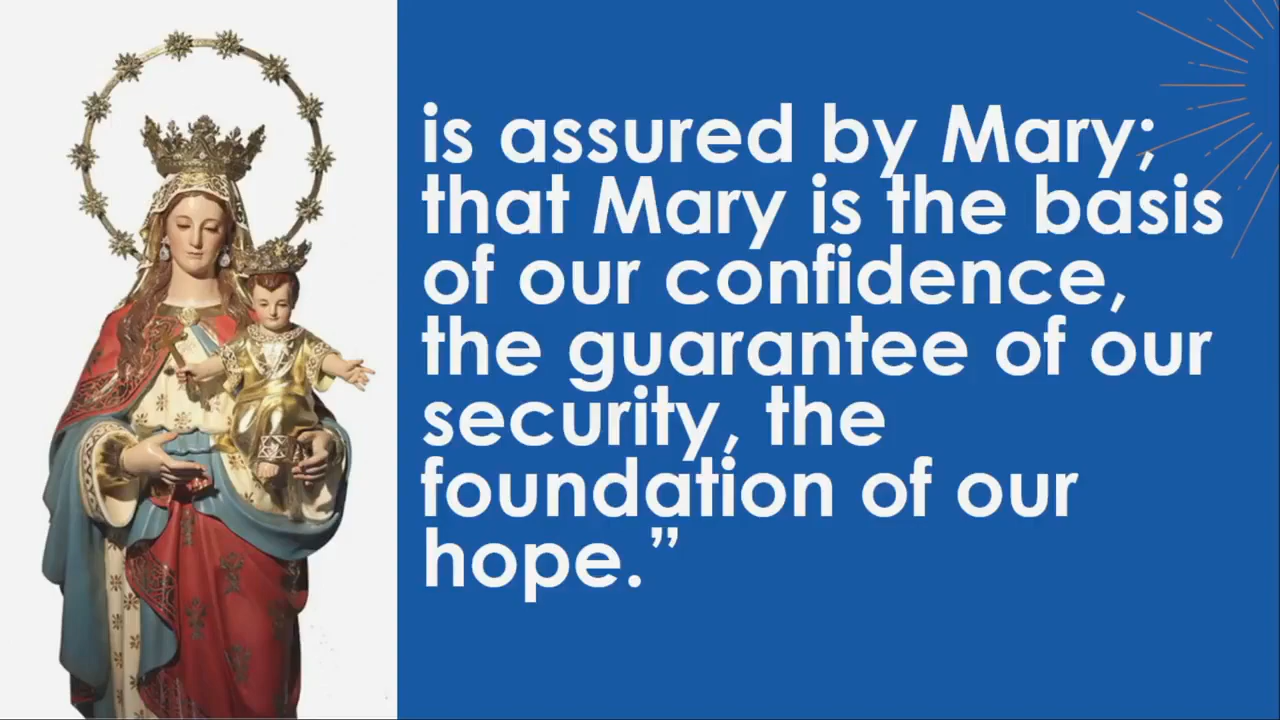 is assured by Mary;
that Mary is the basis
of our confidence,
the guarantee of our
security, the
foundation of our
hope.”